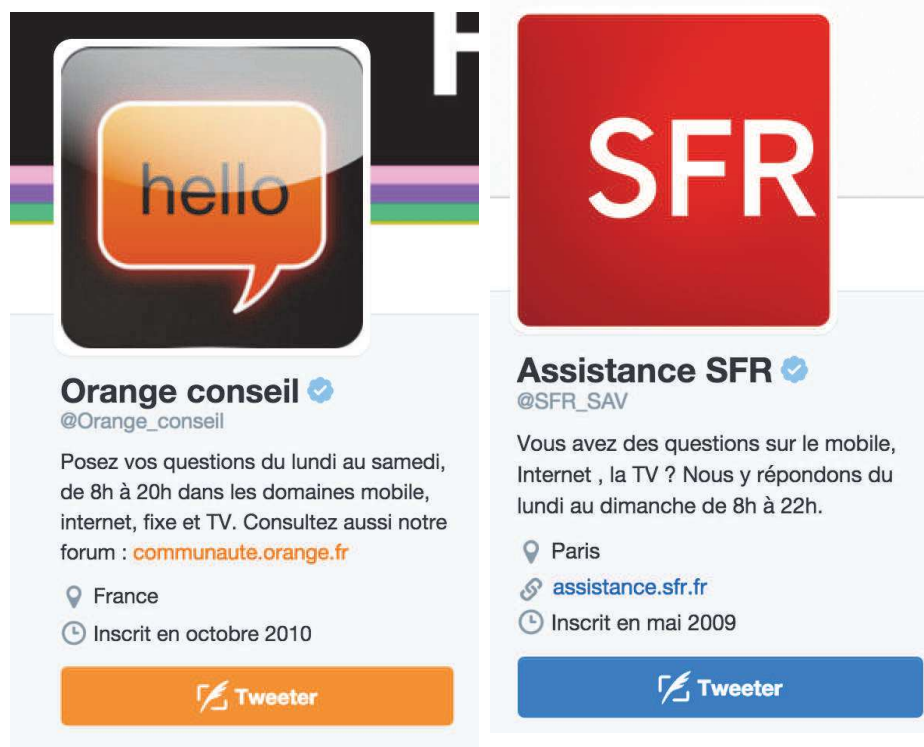 hello
Orange conseil
@Orange_conseil
Posez vos questions du lundi au samedi,
de 8h à 20h dans les domaines mobile,
internet, fixe et TV. Consultez aussi notre
forum : communaute.orange.fr
France
Inscrit en octobre 2010
Tweeter
SFR
Assistance SFR
@SFR_SAV
Vous avez des questions sur le mobile,
Internet , la TV ? Nous y répondons du
lundi au dimanche de 8h à 22h.
Paris
assistance.sfr.fr
Inscrit en mai 2009
Tweeter